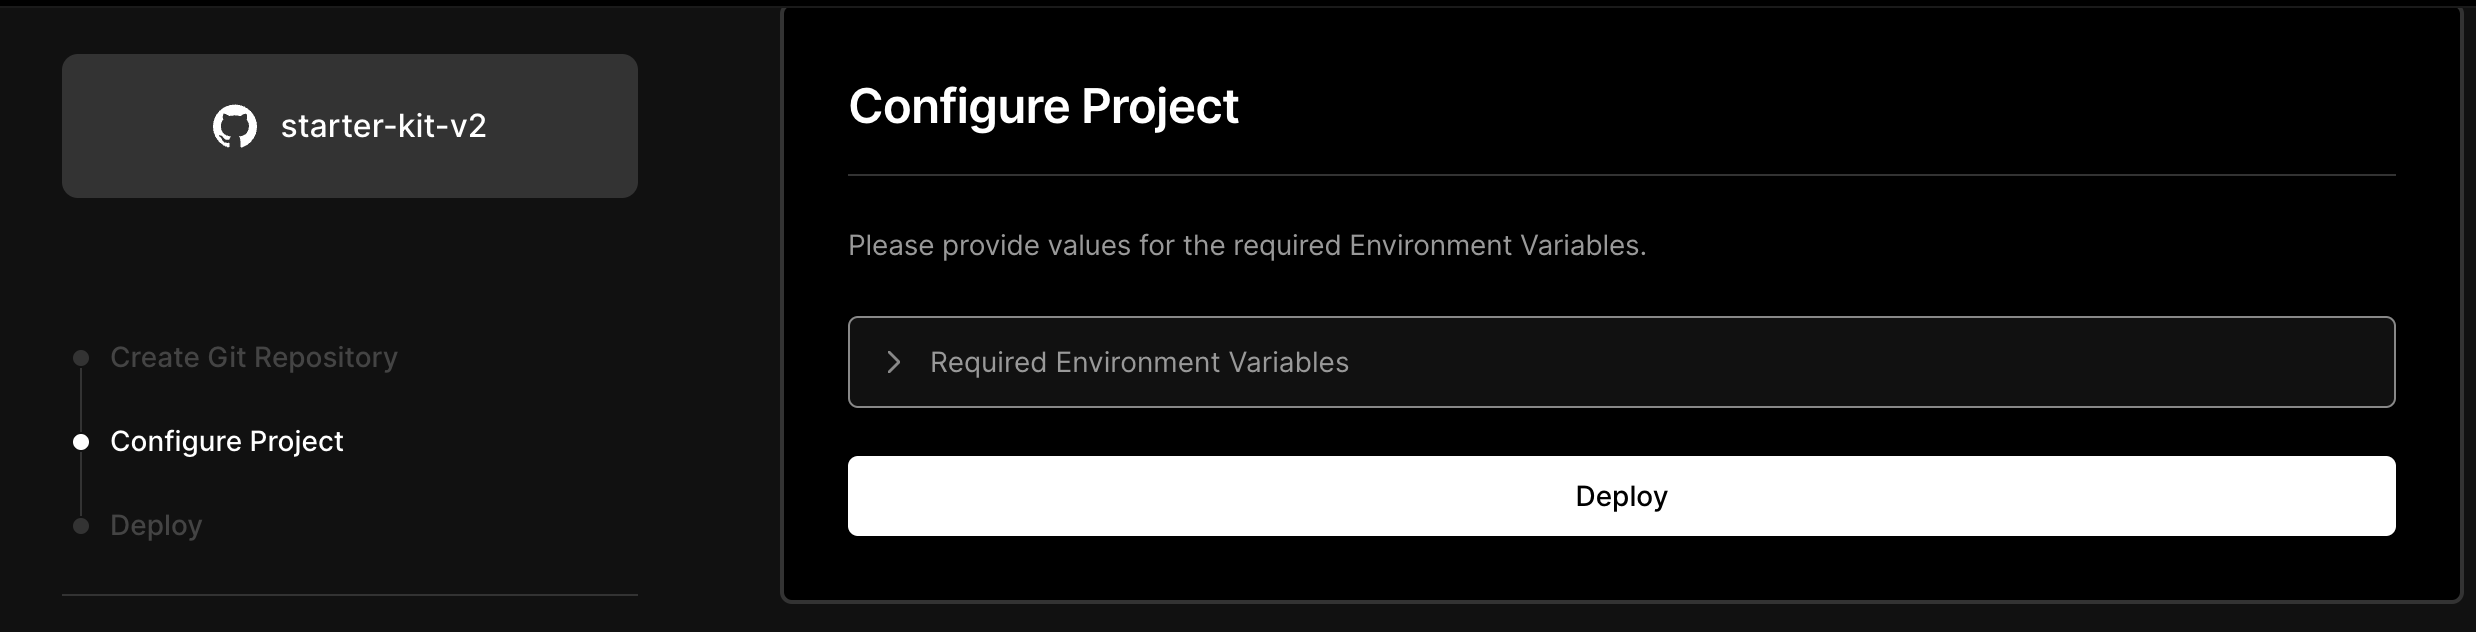 starter-kit-v2
Create Git Repository
Configure Project
Deploy
Configure Project
Please provide values for the required Environment Variables.
Required Environment Variables
Deploy